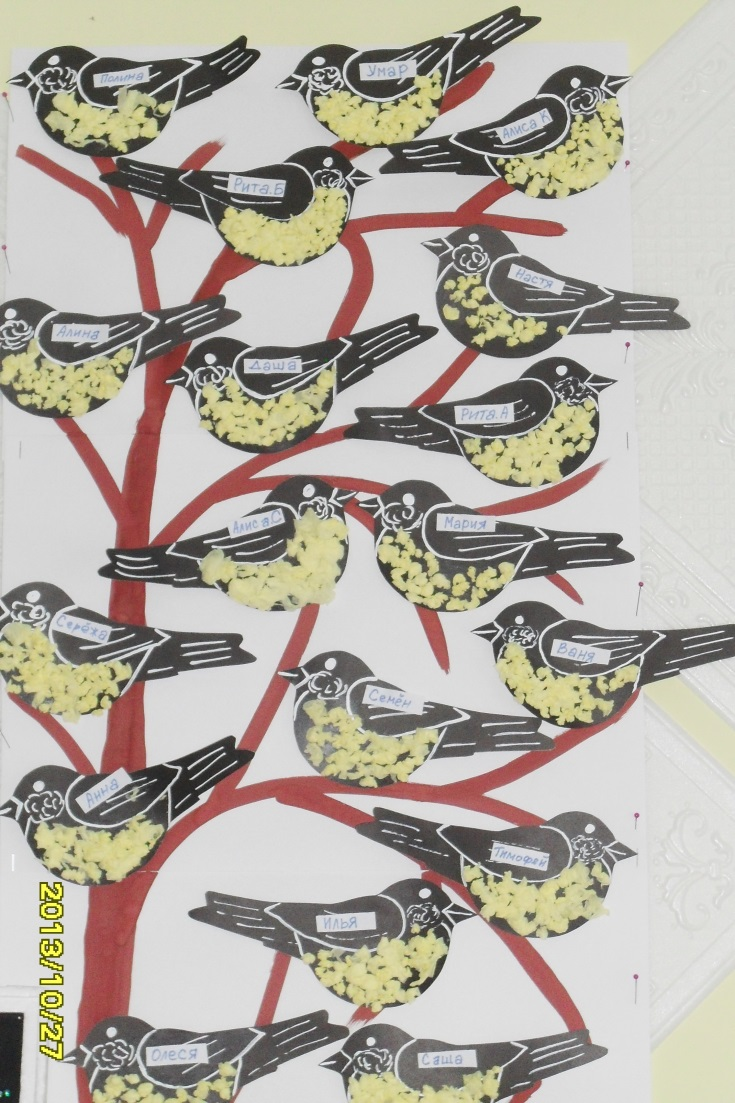 Полина
Умар
Алиса К
Рита.Б
Настя
Алина
Даша
Рита.А
Алиса.С
Мария
Серёжа
Ваня
Семён
Анна
Тимофей
Илья
Олеся
Саша
2013/10/27